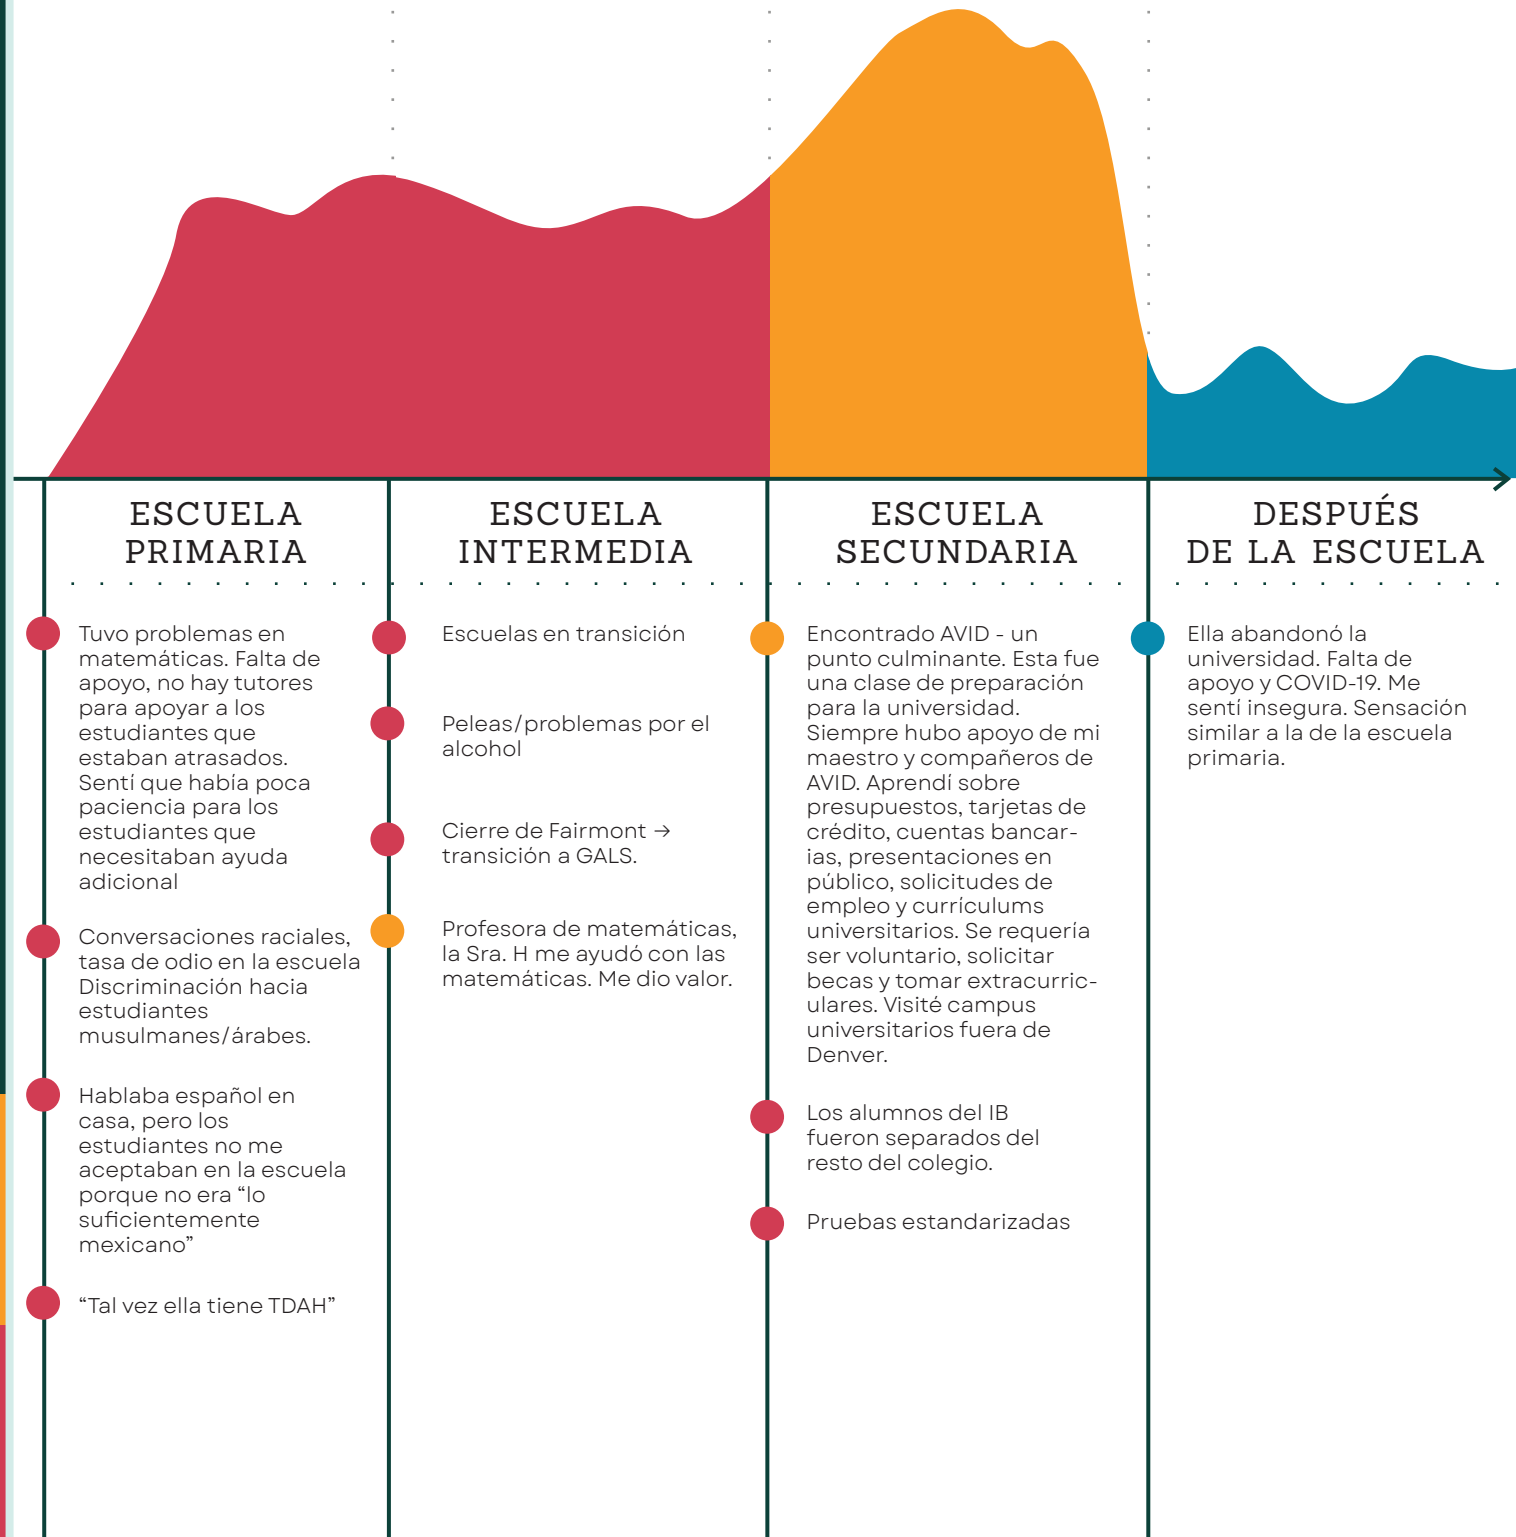 ESCUELA
PRIMARIA
Tuvo problemas en
matemáticas. Falta de
apoyo, no hay tutores
para apoyar a los
estudiantes que
estaban atrasados.
Sentí que había poca
paciencia para los
estudiantes que
necesitaban ayuda
adicional
Conversaciones raciales,
tasa de odio en la escuela
Discriminación hacia
estudiantes
musulmanes/árabes.
Hablaba español en
casa, pero los
estudiantes no me
aceptaban en la escuela
porque no era “lo
suficientemente
mexicano”
“Tal vez ella tiene TDAH”
ESCUELA
INTERMEDIA
Escuelas en transición
Peleas/problemas por el
alcohol
Cierre de Fairmont →
transición a GALS.
Profesora de matemáticas,
la Sra. H me ayudó con las
matemáticas. Me dio valor.
ESCUELA
SECUNDARIA
Encontrado AVID - un
punto culminante. Esta fue
una clase de preparación
para la universidad.
Siempre hubo apoyo de mi
maestro y compañeros de
AVID. Aprendí sobre
presupuestos, tarjetas de
crédito, cuentas bancar-
ias, presentaciones en
público, solicitudes de
empleo y currículums
universitarios. Se requería
ser voluntario, solicitar
becas y tomar extracurric-
ulares. Visité campus
universitarios fuera de
Denver.
Los alumnos del IB
fueron separados del
resto del colegio.
Pruebas estandarizadas
DESPUÉS
DE LA ESCUELA
Ella abandonó la
universidad. Falta de
apoyo y COVID-19. Me
sentí insegura. Sensación
similar a la de la escuela
primaria.